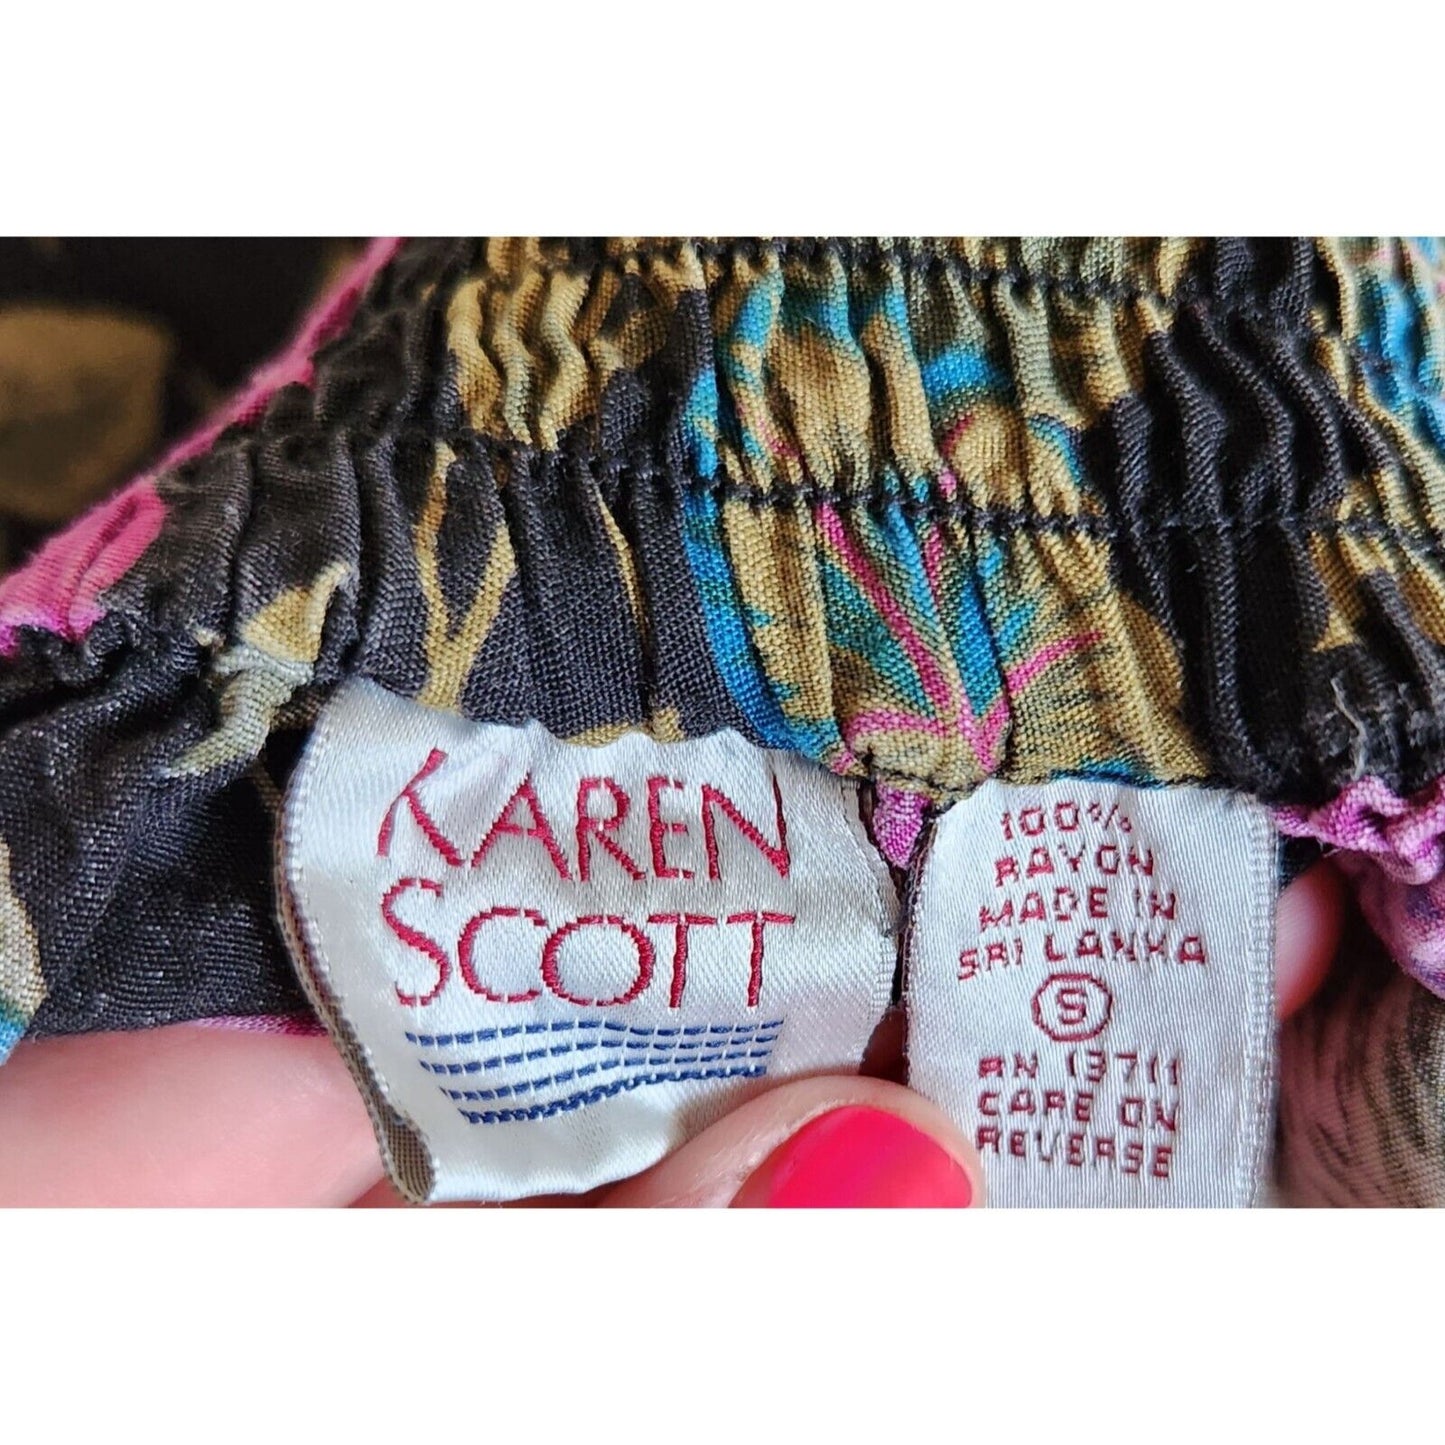 KAREN
SCOTT
100%
RAYON
MADE IN
SRI LANKA
S
RN 13711
CARE ON
REVERSE